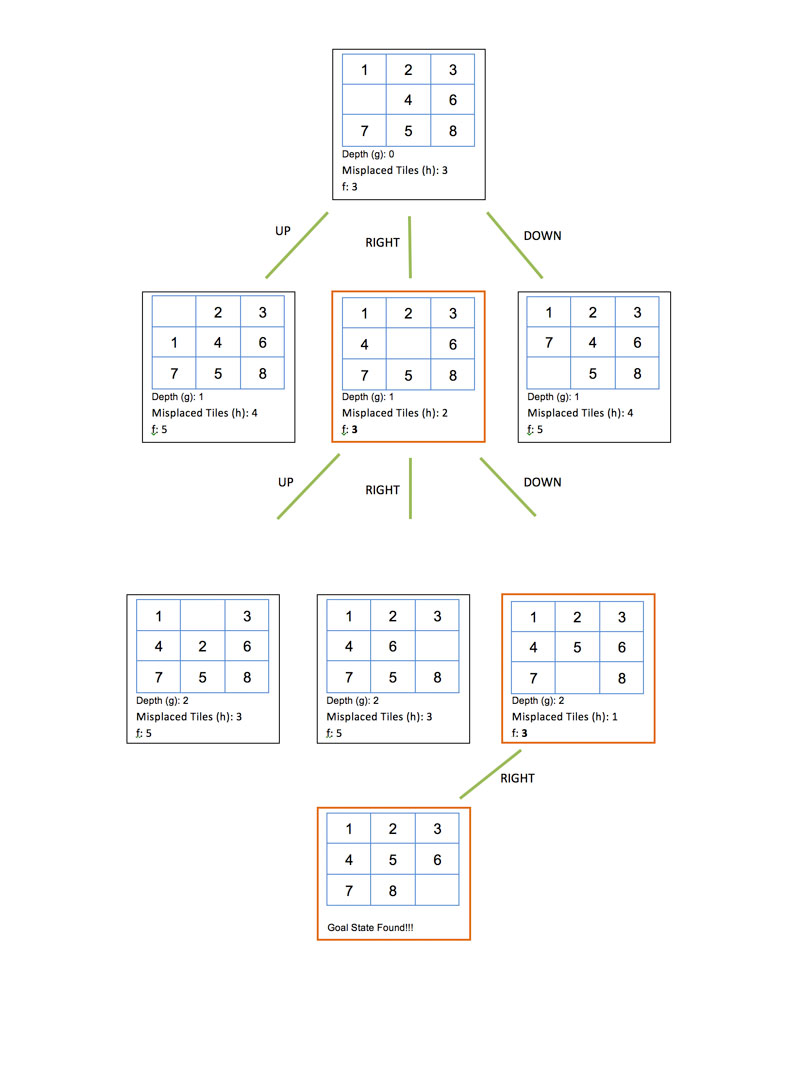 1 2 3
4 6
7 5 8
Depth (g): 0
Misplaced Tiles (h): 3
f: 3
UP
RIGHT
DOWN
2 3
1 4 6
7 5 8
Depth (g): 1
Misplaced Tiles (h): 4
f: 5
1 2 3
4 6
7 5 8
Depth (g): 1
Misplaced Tiles (h): 2
f: 3
1 2 3
7 4 6
5 8
Depth (g): 1
Misplaced Tiles (h): 4
f: 5
UP
RIGHT
DOWN
1 3
4 2 6
7 5 8
Depth (g): 2
Misplaced Tiles (h): 3
f: 5
1 2 3
4 6
7 5 8
Depth (g): 2
Misplaced Tiles (h): 3
f: 5
1 2 3
4 5 6
7 8
Depth (g): 2
Misplaced Tiles (h): 1
f: 3
RIGHT
1 2 3
4 5 6
7 8
Goal State Found!!!